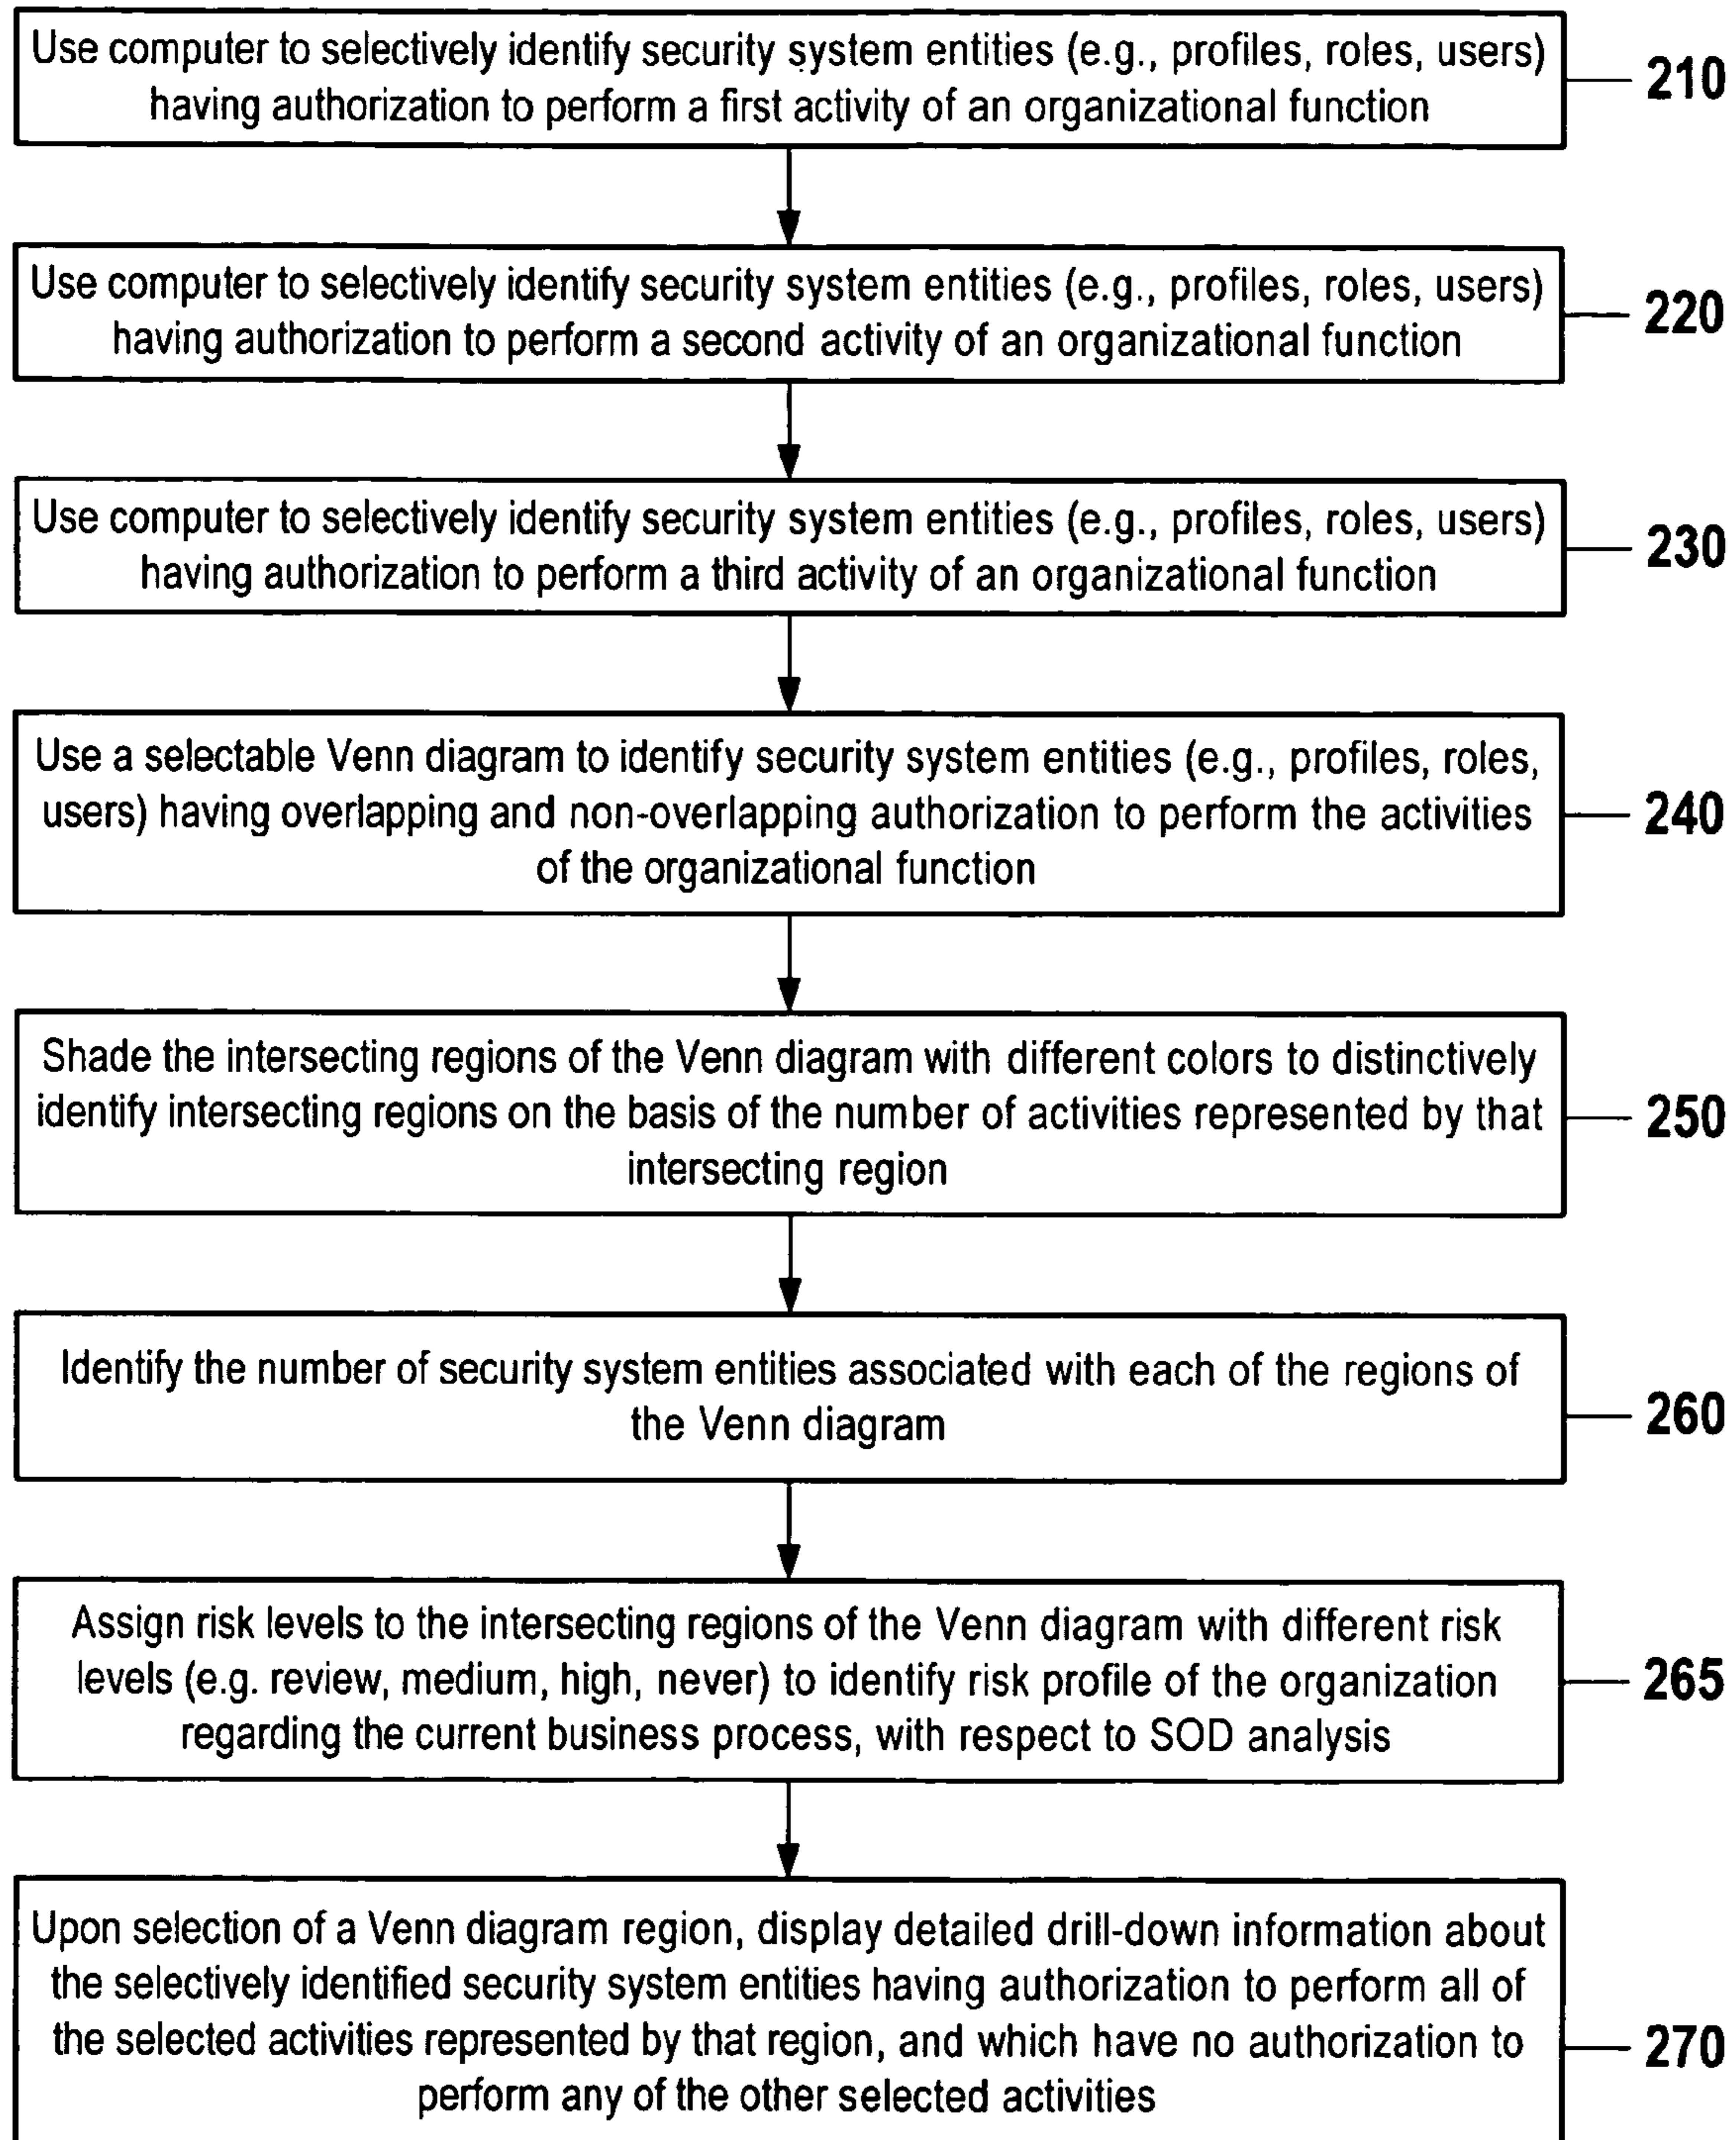 Use computer to selectively identify security system entities (e.g., profiles, roles, users)
having authorization to perform a first activity of an organizational function
210
Use computer to selectively identify security system entities (e.g., profiles, roles, users)
having authorization to perform a second activity of an organizational function
220
Use computer to selectively identify security system entities (e.g., profiles, roles, users)
having authorization to perform a third activity of an organizational function
230
Use a selectable Venn diagram to identify security system entities (e.g., profiles, roles,
users) having overlapping and non-overlapping authorization to perform the activities
of the organizational function
240
Shade the intersecting regions of the Venn diagram with different colors to distinctively
identify intersecting regions on the basis of the number of activities represented by that
intersecting region
250
Identify the number of security system entities associated with each of the regions of
the Venn diagram
260
Assign risk levels to the intersecting regions of the Venn diagram with different risk
levels (e.g. review, medium, high, never) to identify risk profile of the organization
regarding the current business process, with respect to SOD analysis
265
Upon selection of a Venn diagram region, display detailed drill-down information about
the selectively identified security system entities having authorization to perform all of
the selected activities represented by that region, and which have no authorization to
perform any of the other selected activities
270